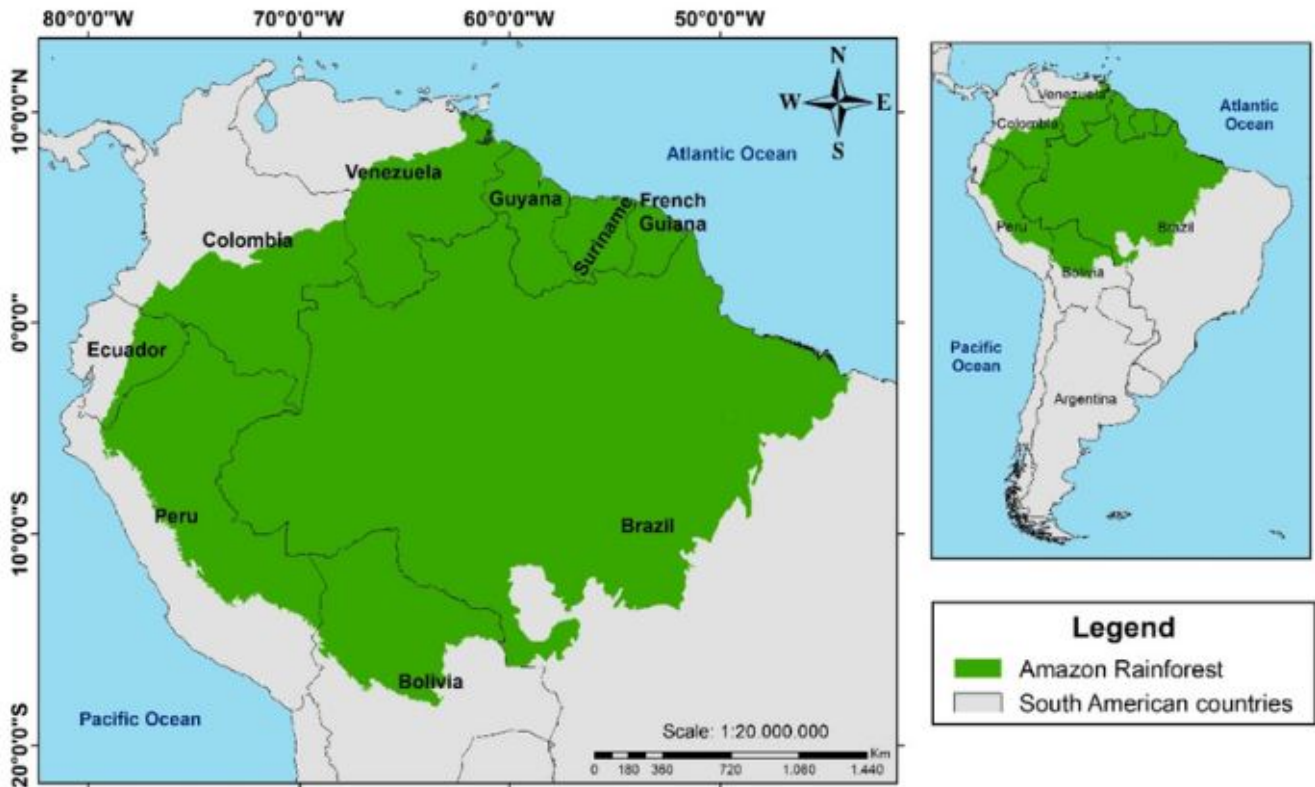 80°0'0"W
70°0'0"W
60°0'0"W
50°0'0"W
10°0'0"N
0°0'0"
10°0'0"S
20°0'0"S
N
W
E
S
Atlantic Ocean
Venezuela
Guyana
Suriname
French
Guiana
Colombia
Ecuador
Peru
Brazil
Bolivia
Pacific Ocean
Scale: 1:20.000.000
Km
0 180 360 720 1.080 1.440
Venezuela
Colombia
Atlantic
Ocean
Peru
Brazil
Bolivia
Pacific
Ocean
Argentina
Legend
Amazon Rainforest
South American countries